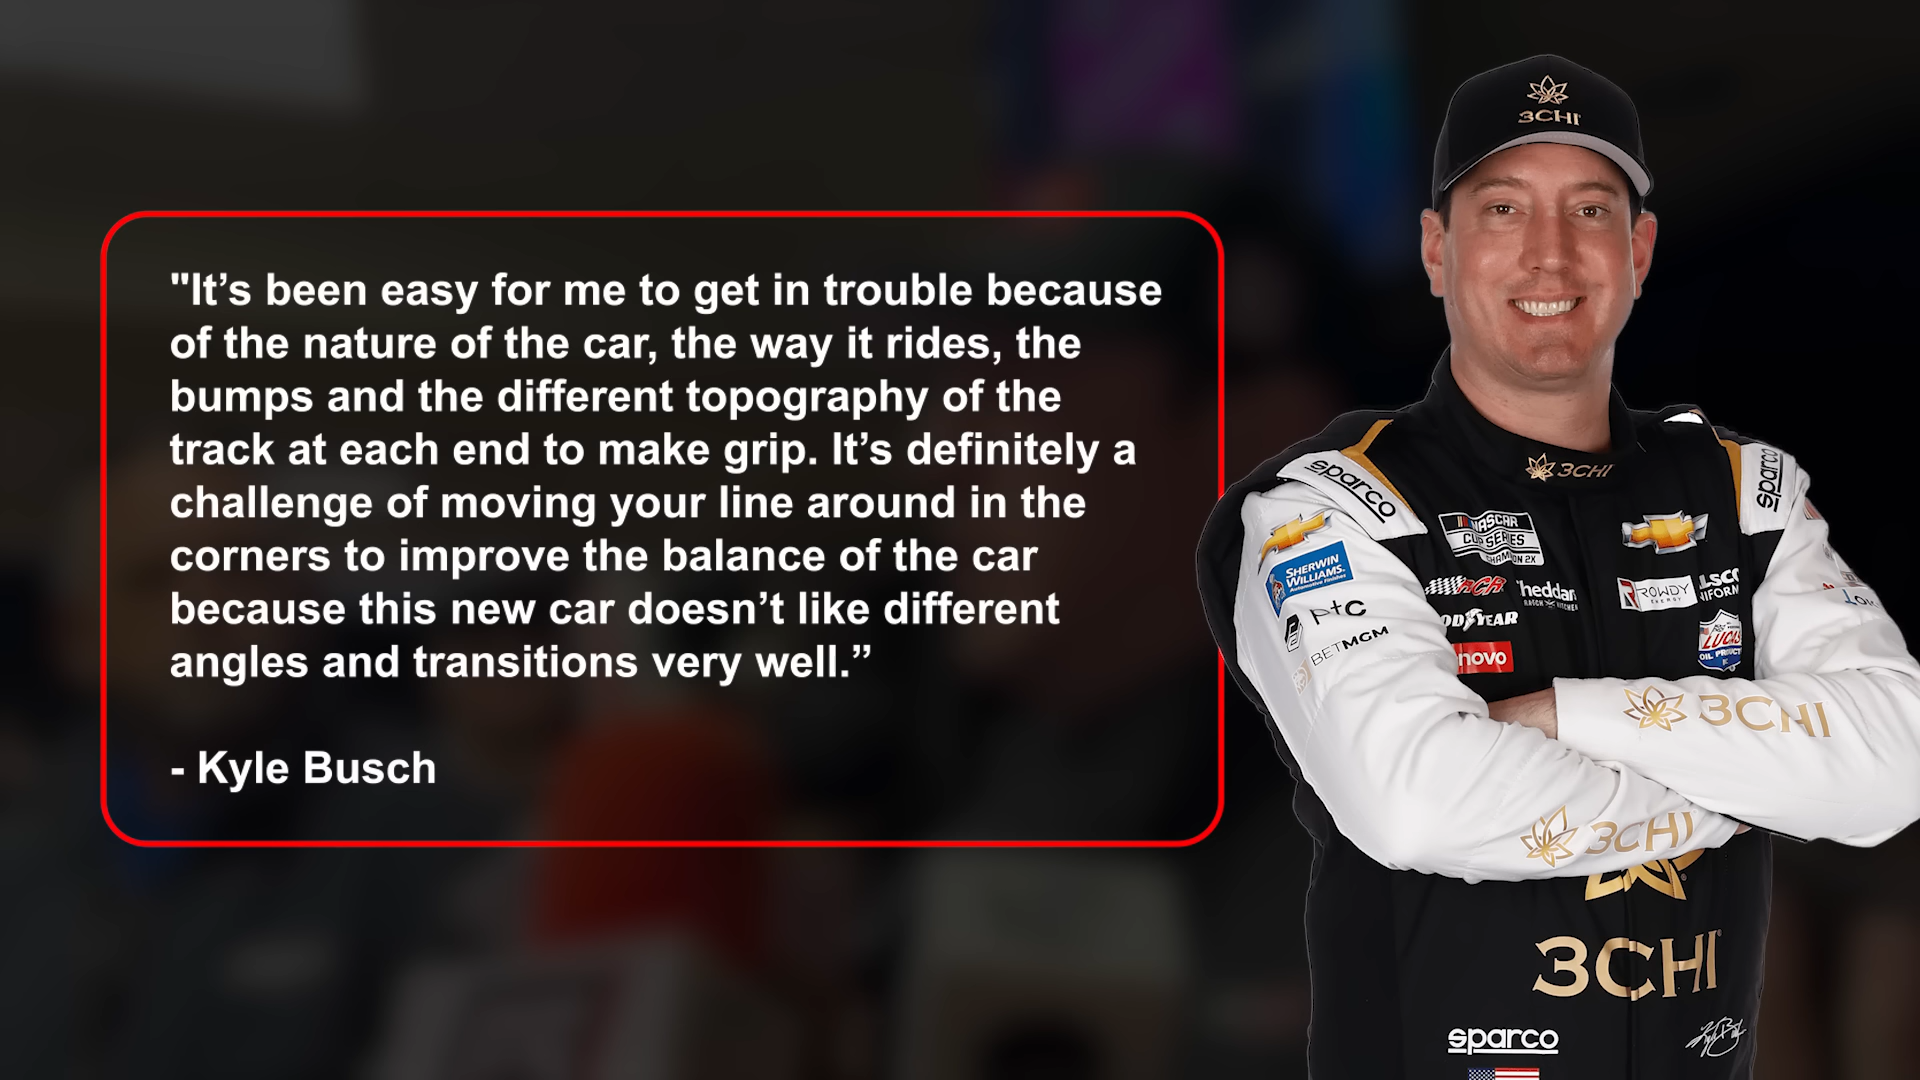 "It’s been easy for me to get in trouble because
of the nature of the car, the way it rides, the
bumps and the different topography of the
track at each end to make grip. It’s definitely a
challenge of moving your line around in the
corners to improve the balance of the car
because this new car doesn’t like different
angles and transitions very well.”
- Kyle Busch
3CHI
3CHI
sparco
sparco
NASCAR
CUP SERIES
SHERWIN
WILLIAMS.
Automotive Finishes
RCR
ROWDY
ENERGY
LUCAS
BETMGM
3CHI
3CHI
3CHI
sparco